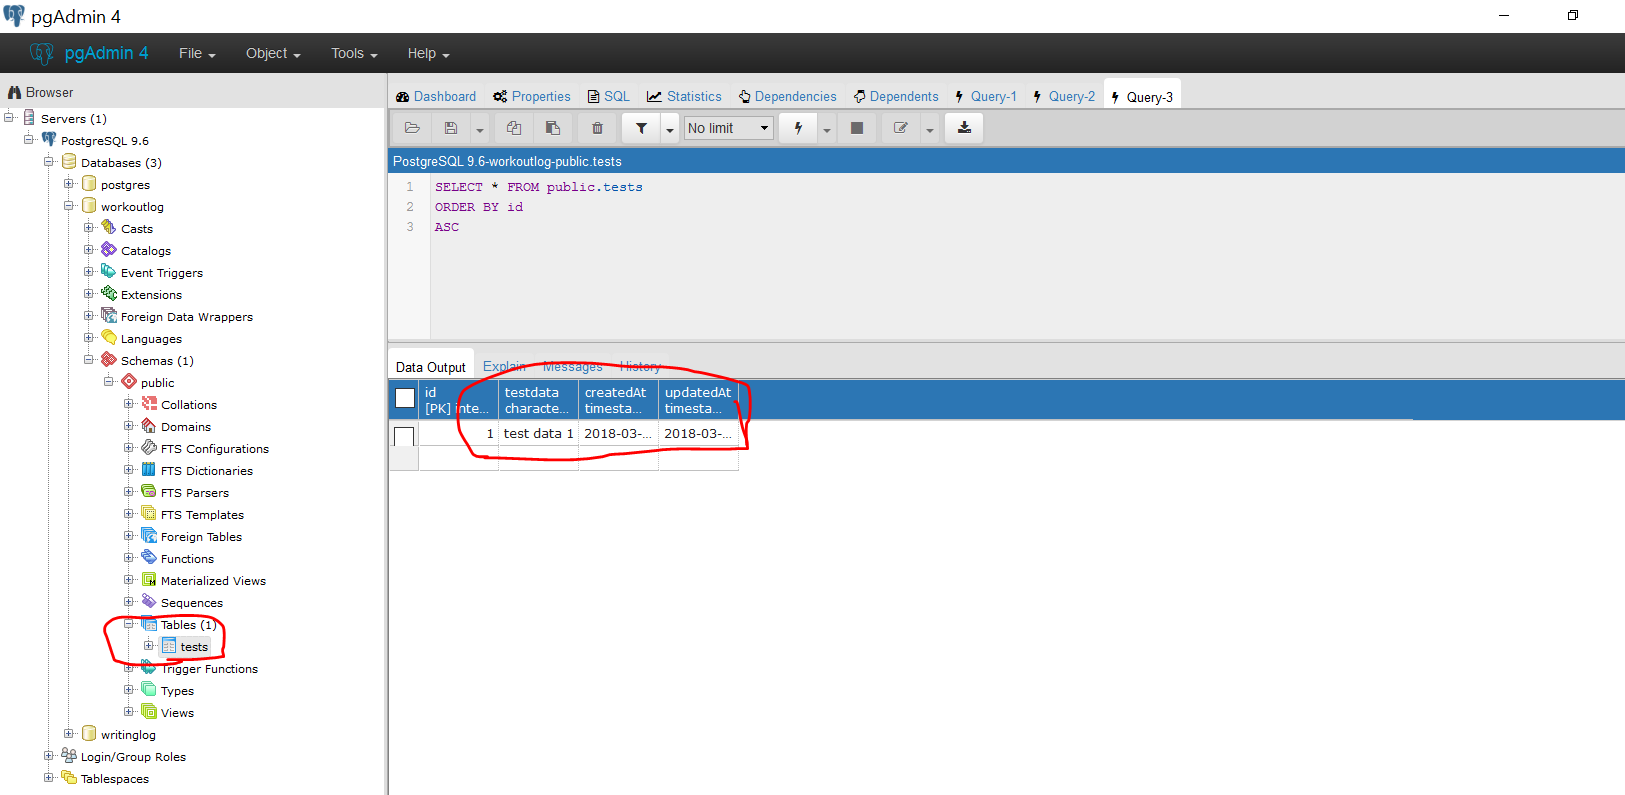 pgAdmin 4
pgAdmin 4 File Object Tools Help
Browser
Servers (1)
PostgreSQL 9.6
Databases (3)
postgres
workoutlog
Casts
Catalogs
Event Triggers
Extensions
Foreign Data Wrappers
Languages
Schemas (1)
public
Collations
Domains
FTS Configurations
FTS Dictionaries
FTS Parsers
FTS Templates
Foreign Tables
Functions
Materialized Views
Sequences
Tables (1)
tests
Trigger Functions
Types
Views
writinglog
Login/Group Roles
Tablespaces
Dashboard Properties SQL Statistics Dependencies Dependents Query-1 Query-2 Query-3
No limit
PostgreSQL 9.6-workoutlog-public.tests
1 SELECT * FROM public.tests
2 ORDER BY id
3 ASC
Data Output Explain Messages History
id testdata createdAt updatedAt
[PK] inte... characte... timesta... timesta...
1 test data 1 2018-03-... 2018-03-...